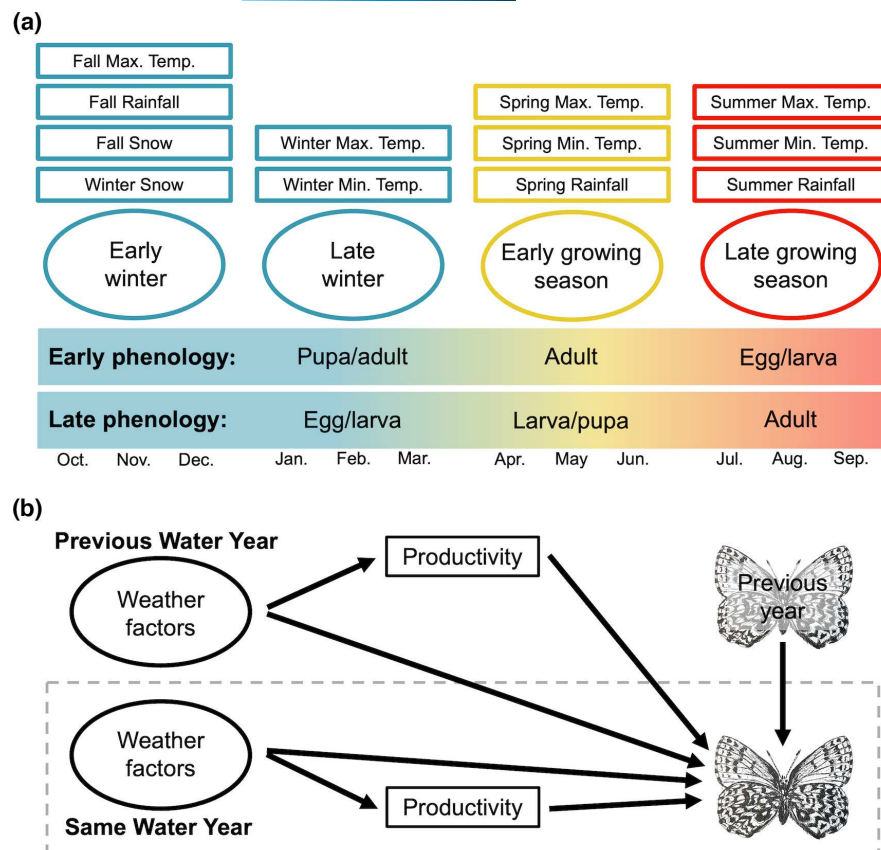 (a)
Fall Max. Temp.
Fall Rainfall
Spring Max. Temp.
Summer Max. Temp.
Fall Snow
Winter Max. Temp.
Spring Min. Temp.
Summer Min. Temp.
Winter Snow
Winter Min. Temp.
Spring Rainfall
Summer Rainfall
Early
winter
Late
winter
Early growing
season
Late growing
season
Early phenology:
Pupa/adult
Adult
Egg/larva
Late phenology:
Egg/larva
Larva/pupa
Adult
Oct. Nov. Dec. Jan. Feb. Mar. Apr. May Jun. Jul. Aug. Sep.
(b)
Previous Water Year
Weather
factors
Productivity
Previous
year
Weather
factors
Productivity
Same Water Year